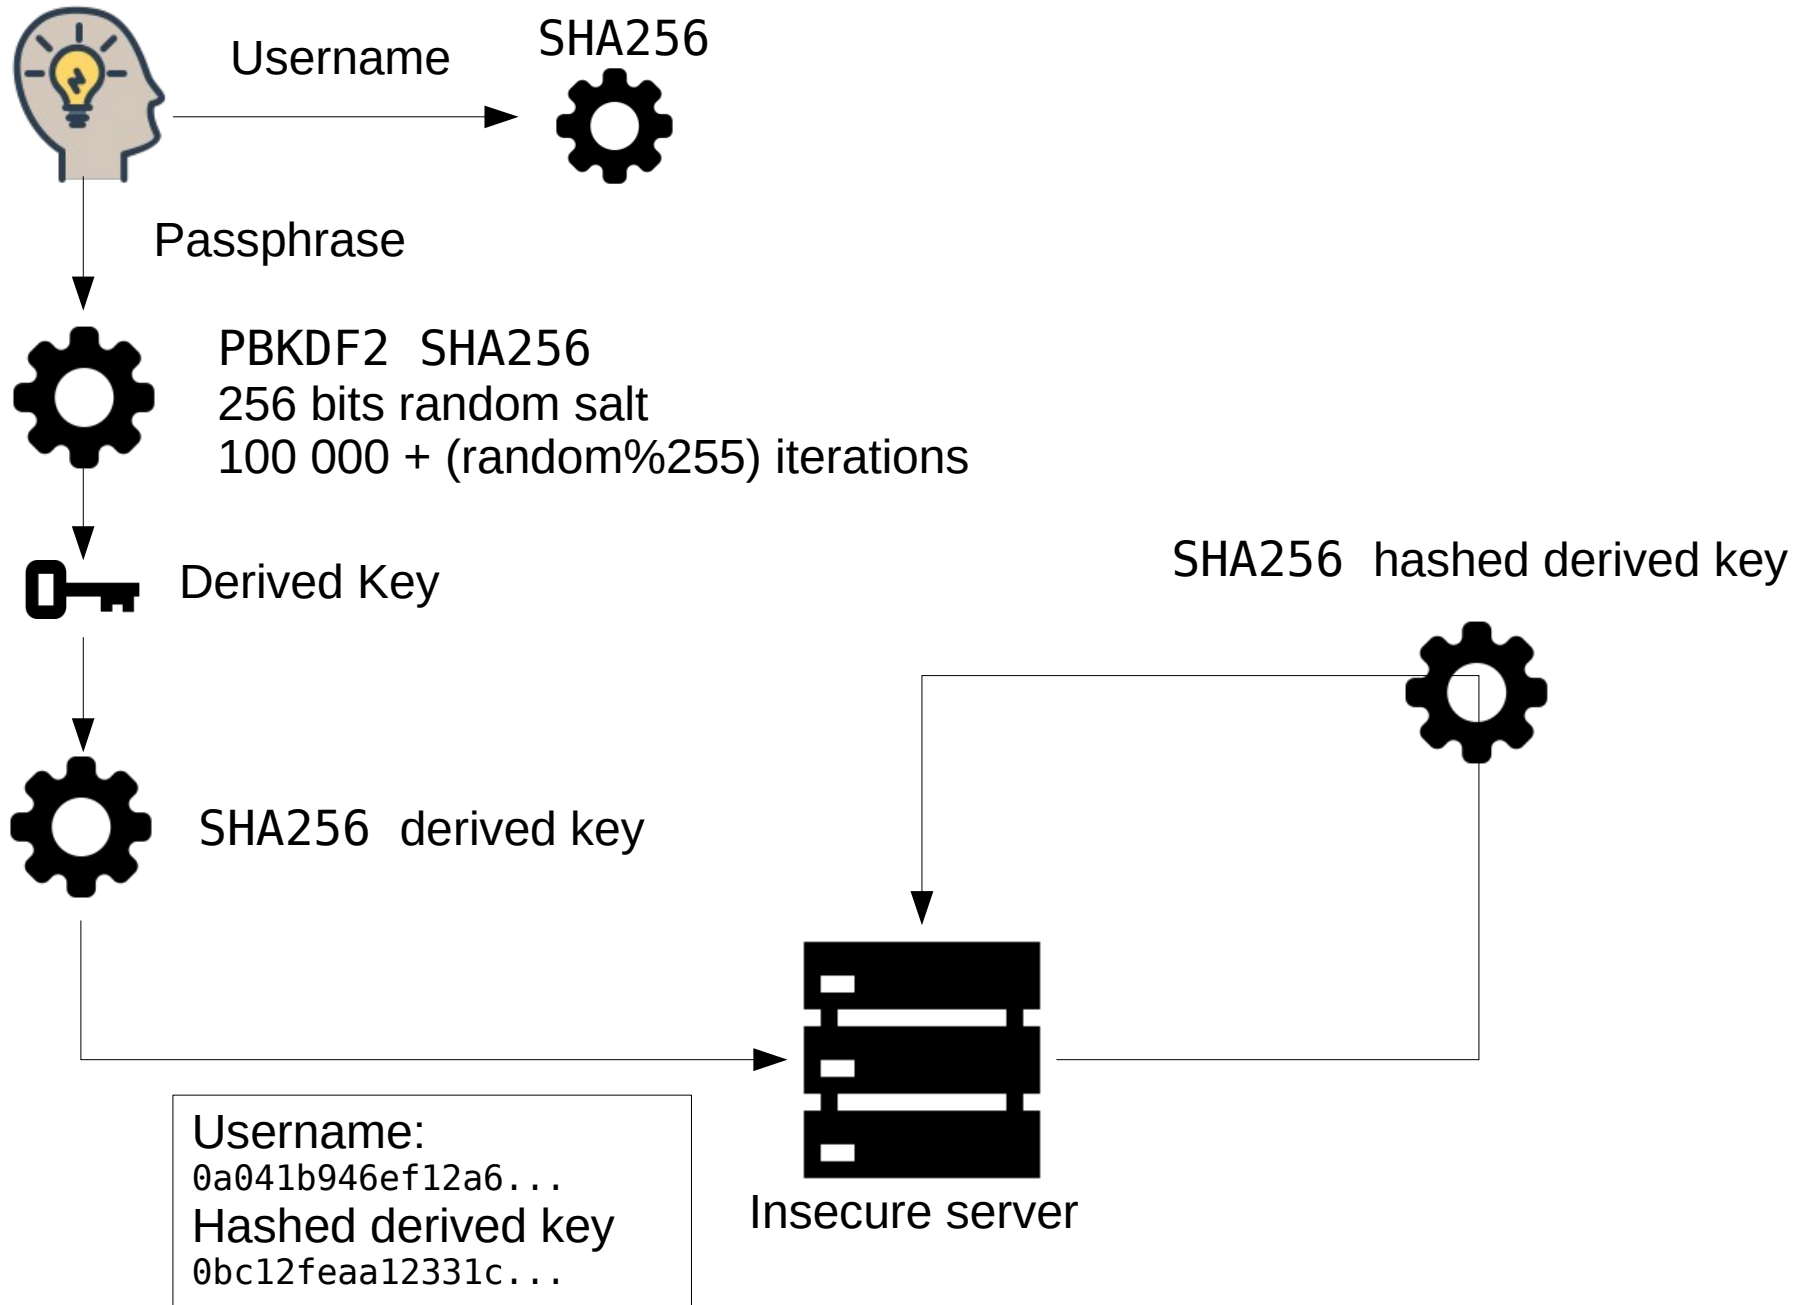 Username
SHA256
Passphrase
PBKDF2 SHA256
256 bits random salt
100 000 + (random%255) iterations
Derived Key
SHA256 hashed derived key
SHA256 derived key
Username:
0a041b946ef12a6...
Hashed derived key
0bc12feaa12331c...
Insecure server